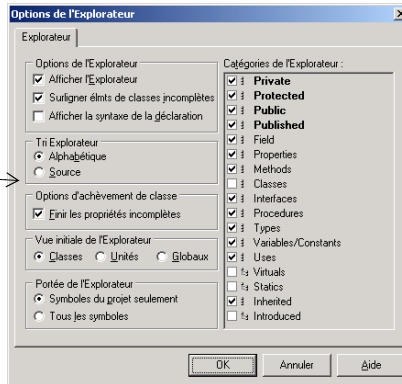 Options de l'Explorateur
Explorateur
Options de l'Explorateur
Afficher l'Explorateur
Surligner élmts de classes incomplètes
Afficher la syntaxe de la déclaration
Tri Explorateur
Alphabétique
Source
Options d'achèvement de classe
Finir les propriétés incomplètes
Vue initiale de l'Explorateur
Classes Unités Globaux
Portée de l'Explorateur
Symboles du projet seulement
Tous les symboles
Catégories de l'Explorateur :
Private
Protected
Public
Published
Field
Properties
Methods
Classes
Interfaces
Procedures
Types
Variables/Constants
Uses
Virtuals
Statics
Inherited
Introduced
OK Annuler Aide